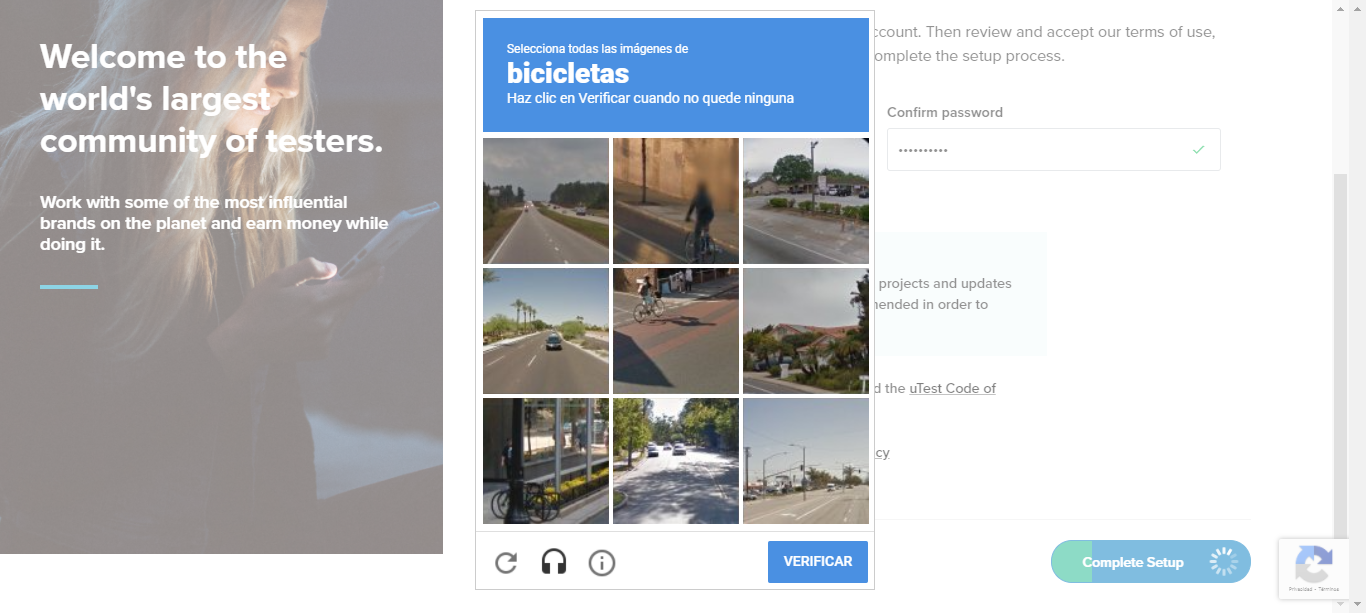 Welcome to the
world's largest
community of testers.
Work with some of the most influential
brands on the planet and earn money while
doing it.
Selecciona todas las imágenes de
bicicletas
Haz clic en Verificar cuando no quede ninguna
VERIFICAR
ccount. Then review and accept our terms of use,
omplete the setup process.
Confirm password
••••••••••
projects and updates
mended in order to
d the uTest Code of
cy
Complete Setup
Privacidad - Términos